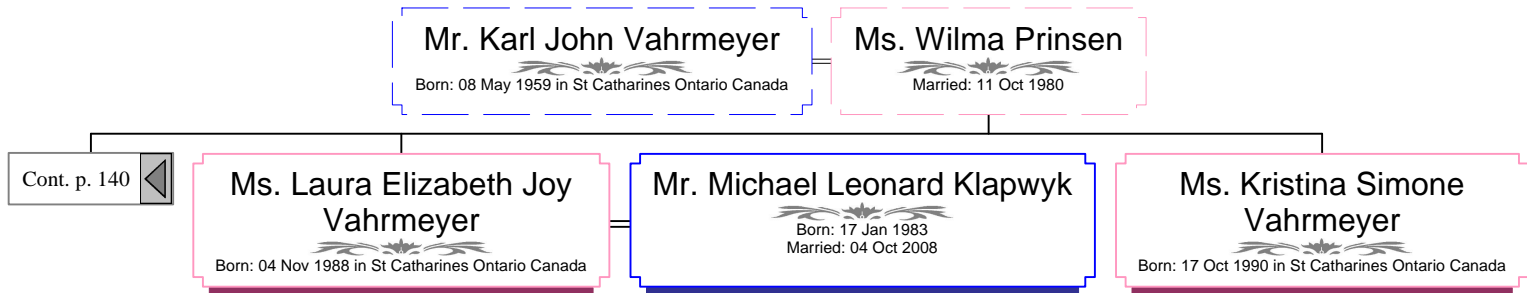 Mr. Karl John Vahrmeyer
Born: 08 May 1959 in St Catharines Ontario Canada
Ms. Wilma Prinsen
Married: 11 Oct 1980
Cont. p. 140
Ms. Laura Elizabeth Joy
Vahrmeyer
Born: 04 Nov 1988 in St Catharines Ontario Canada
Mr. Michael Leonard Klapwyk
Born: 17 Jan 1983
Married: 04 Oct 2008
Ms. Kristina Simone
Vahrmeyer
Born: 17 Oct 1990 in St Catharines Ontario Canada